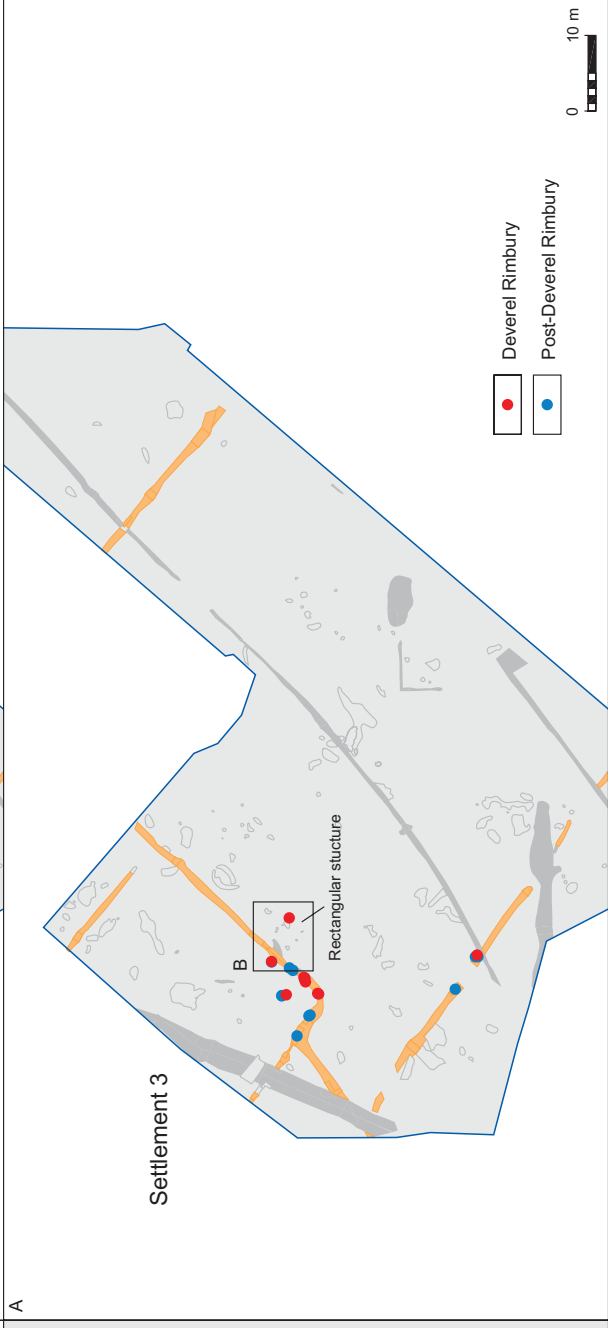 A
Settlement 3
B
Rectangular stucture
Deverel Rimbury
Post-Deverel Rimbury
0
10 m